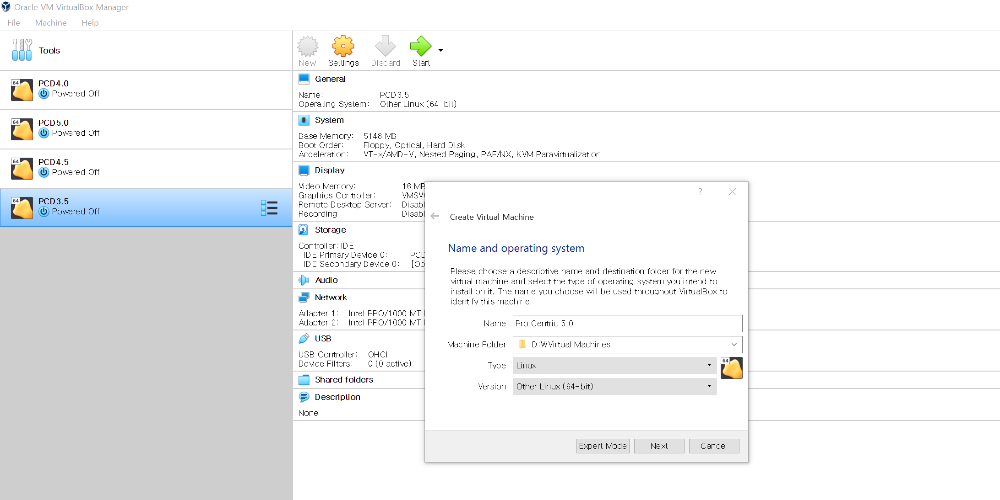 Oracle VM VirtualBox Manager
File Machine Help
Tools
64 PCD4.0
Powered Off
64 PCD5.0
Powered Off
64 PCD4.5
Powered Off
64 PCD3.5
Powered Off
New Settings Discard Start
General
Name: PCD3.5
Operating System: Other Linux (64-bit)
System
Base Memory: 5148 MB
Boot Order: Floppy, Optical, Hard Disk
Acceleration: VT-x/AMD-V, Nested Paging, PAE/NX, KVM Paravirtualization
Display
Video Memory: 16 MB
Graphics Controller: VMSV
Remote Desktop Server: Disabl
Recording: Disabl
Storage
Controller: IDE
IDE Primary Device 0: PCD
IDE Secondary Device 0: [Op
Audio
Network
Adapter 1: Intel PRO/1000 MT
Adapter 2: Intel PRO/1000 MT
USB
USB Controller: OHCI
Device Filters: 0 (0 active)
Shared folders
Description
None
?
Create Virtual Machine
Name and operating system
Please choose a descriptive name and destination folder for the new
virtual machine and select the type of operating system you intend to
install on it. The name you choose will be used throughout VirtualBox to
identify this machine.
Name: Pro:Centric 5.0
Machine Folder: D:₩Virtual Machines
Type: Linux
64
Version: Other Linux (64-bit)
Expert Mode Next Cancel